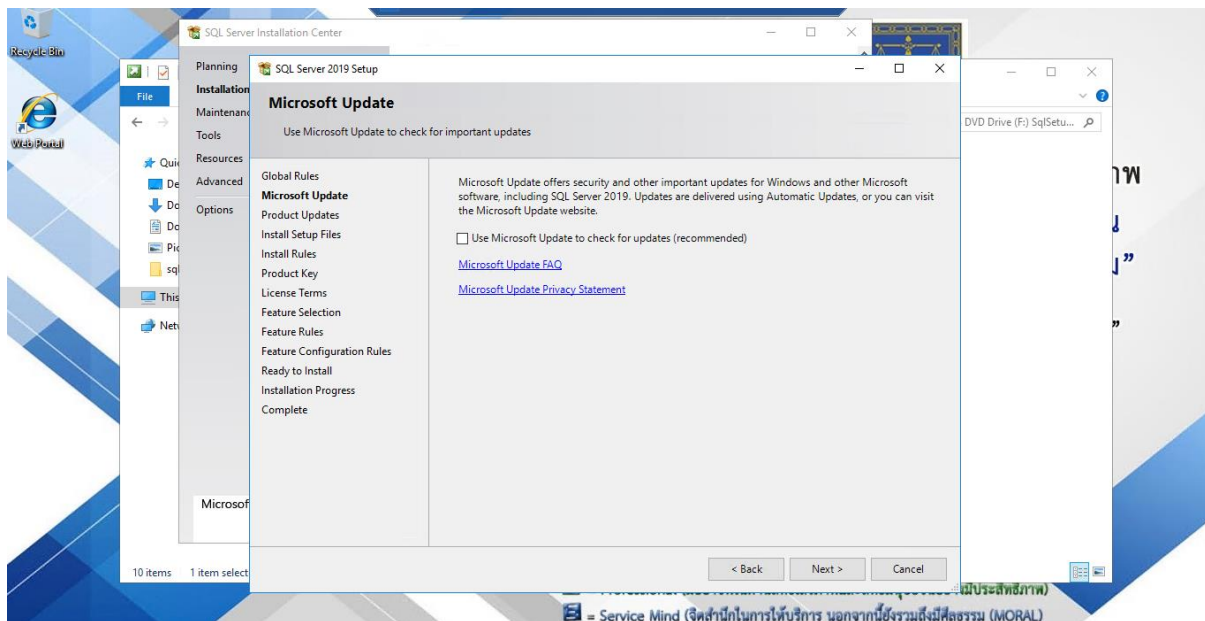 Recycle Bin
Web Portal
SQL Server Installation Center
Planning
Installation
Tools
Resources
Advanced
Options
File
This
DVD Drive (F:) SqlSetu...
SQL Server 2019 Setup
Microsoft Update
Use Microsoft Update to check for important updates
Global Rules
Microsoft Update
Product Updates
Install Setup Files
Install Rules
Product Key
License Terms
Feature Selection
Feature Rules
Feature Configuration Rules
Ready to Install
Installation Progress
Complete
Microsoft Update offers security and other important updates for Windows and other Microsoft
software, including SQL Server 2019. Updates are delivered using Automatic Updates, or you can visit
the Microsoft Update website.
Use Microsoft Update to check for updates (recommended)
Microsoft Update FAQ
Microsoft Update Privacy Statement
< Back
Next >
Cancel
10 items
1 item select
= Service Mind (จิตสำนึกในการให้บริการ นอกจากนี้ยังรวมถึงมีศีลธรรม (MORAL)